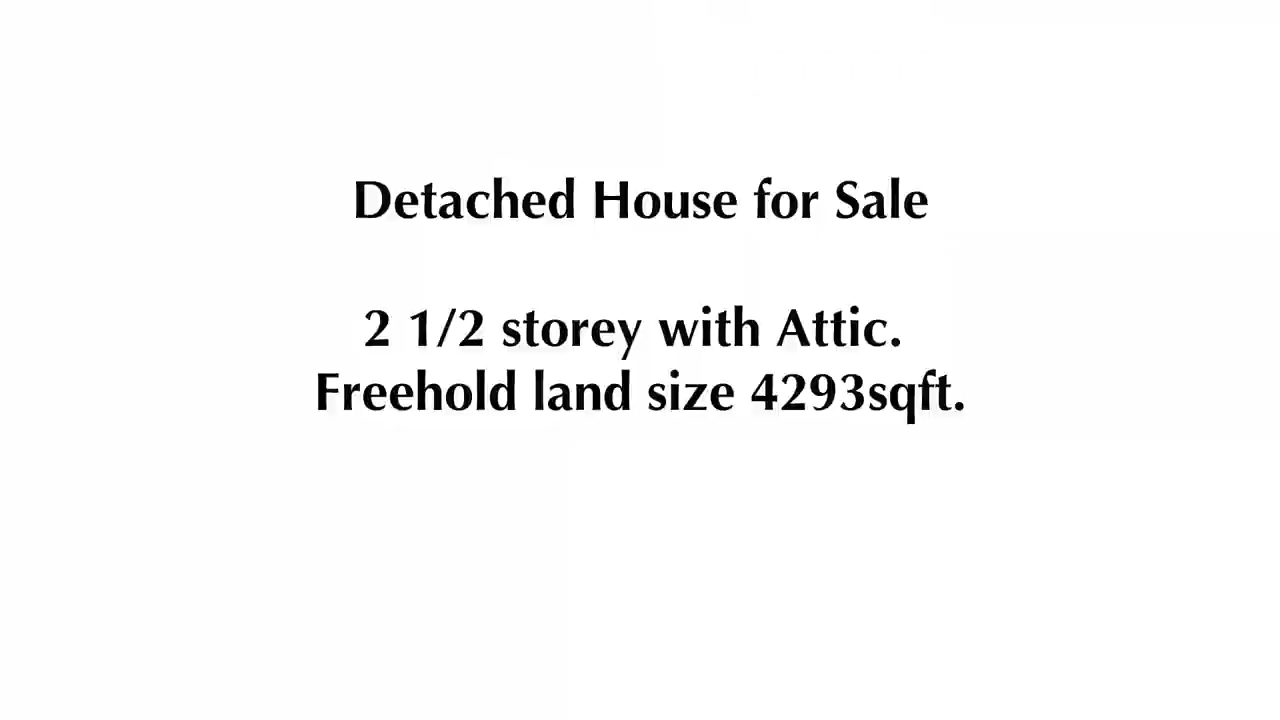 Detached House for Sale
2 1/2 storey with Attic.
Freehold land size 4293sqft.